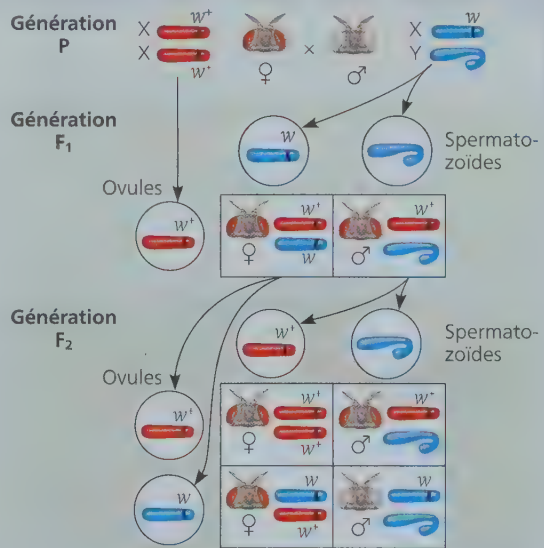 Génération
P
X w+
X w+
♀ × ♂
X w
Y
Génération
F1
w
Spermato-
zoïdes
Ovules
w+
w+
♀ w
w+
♂
Génération
F2
w+
Spermato-
zoïdes
Ovules
w+
w+
♀ w+
w+
♂
w
w
♀ w+
w
♂